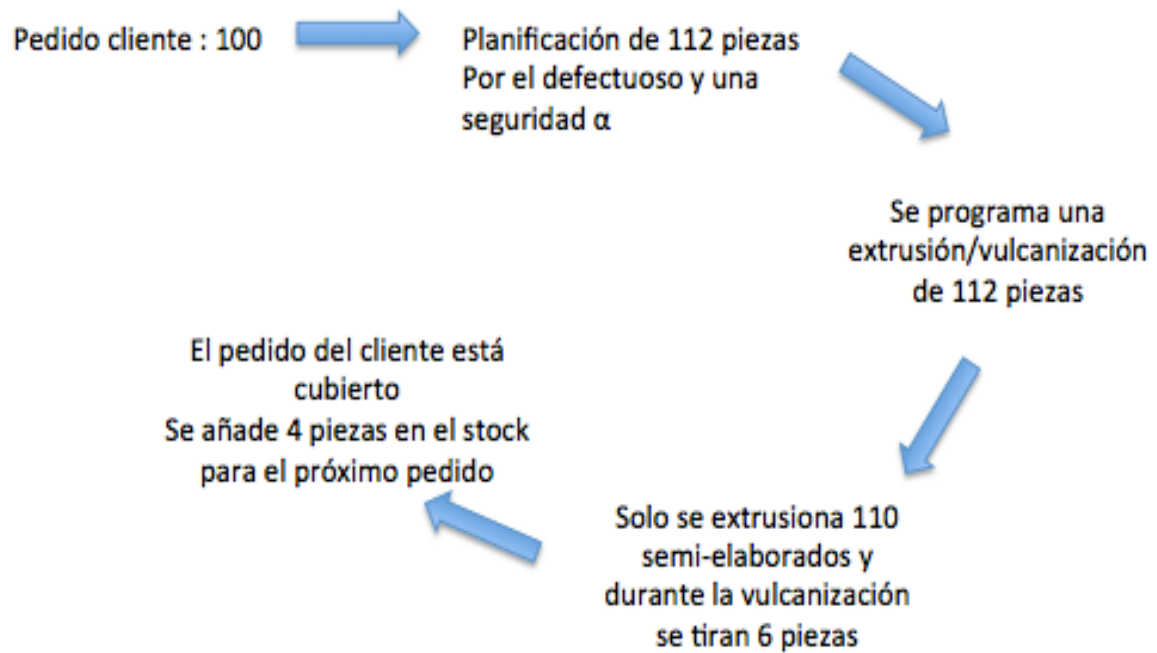 Pedido cliente : 100
Planificación de 112 piezas
Por el defectuoso y una
seguridad α
Se programa una
extrusión/vulcanización
de 112 piezas
Solo se extrusiona 110
semi-elaborados y
durante la vulcanización
se tiran 6 piezas
El pedido del cliente está
cubierto
Se añade 4 piezas en el stock
para el próximo pedido